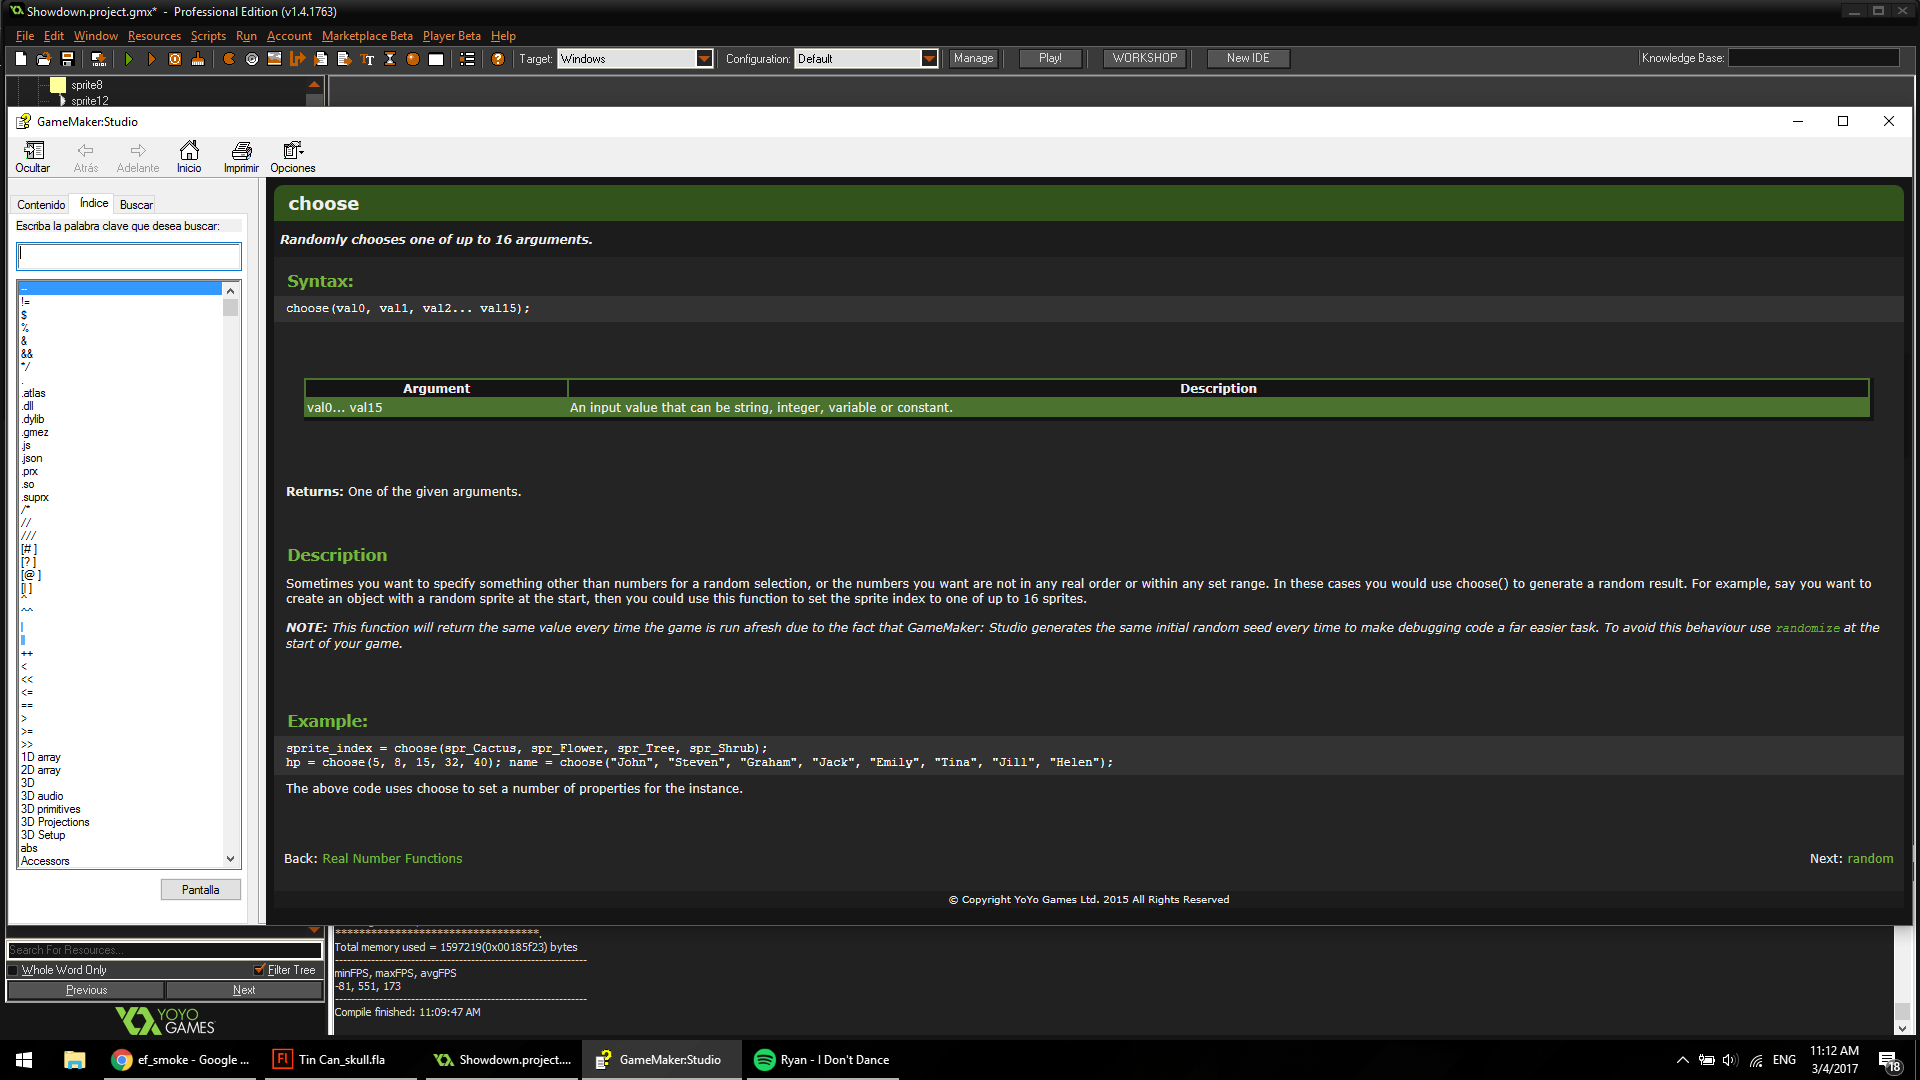 Showdown.project.gmx* - Professional Edition (v1.4.1763)
File Edit Window Resources Scripts Run Account Marketplace Beta Player Beta Help
Target: Windows Configuration: Default Manage Play! WORKSHOP New IDE Knowledge Base:
sprite8
sprite12
GameMaker:Studio
Ocultar Atrás Adelante Inicio Imprimir Opciones
Contenido Índice Buscar
Escriba la palabra clave que desea buscar:
--
!=
$
%
&
&&
*/
.
.atlas
.dll
.dylib
.gmez
.js
.json
.prx
.so
.suprx
/*
//
///
[# ]
[? ]
[@ ]
[| ]
^
^^
|
||
++
<
<<
<=
==
>
>=
>>
1D array
2D array
3D
3D audio
3D primitives
3D Projections
3D Setup
abs
Accessors
Pantalla
choose
Randomly chooses one of up to 16 arguments.
Syntax:
choose(val0, val1, val2... val15);
Argument Description
val0... val15 An input value that can be string, integer, variable or constant.
Returns: One of the given arguments.
Description
Sometimes you want to specify something other than numbers for a random selection, or the numbers you want are not in any real order or within any set range. In these cases you would use choose() to generate a random result. For example, say you want to
create an object with a random sprite at the start, then you could use this function to set the sprite index to one of up to 16 sprites.
NOTE: This function will return the same value every time the game is run afresh due to the fact that GameMaker: Studio generates the same initial random seed every time to make debugging code a far easier task. To avoid this behaviour use randomize at the
start of your game.
Example:
sprite_index = choose(spr_Cactus, spr_Flower, spr_Tree, spr_Shrub);
hp = choose(5, 8, 15, 32, 40); name = choose("John", "Steven", "Graham", "Jack", "Emily", "Tina", "Jill", "Helen");
The above code uses choose to set a number of properties for the instance.
Back: Real Number Functions Next: random
© Copyright YoYo Games Ltd. 2015 All Rights Reserved
Search For Resources...
Whole Word Only Filter Tree
Previous Next
YOYO
GAMES
Total memory used = 1597219(0x00185f23) bytes
minFPS, maxFPS, avgFPS
-81, 551, 173
Compile finished: 11:09:47 AM
ef_smoke - Google ... Fl Tin Can_skull.fla Showdown.project.... GameMaker:Studio Ryan - I Don't Dance
ENG
11:12 AM
3/4/2017
18